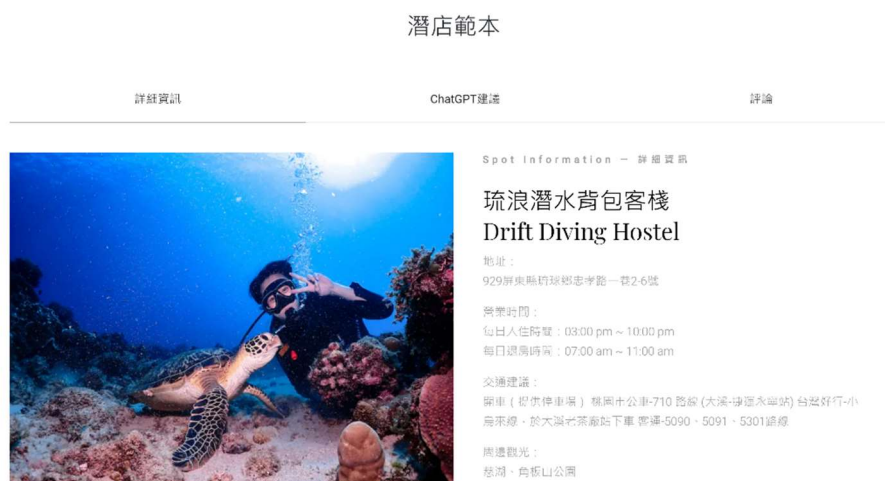 潛店範本
詳細資訊
ChatGPT建議
評論
Spot Information － 詳細資訊
琉浪潛水背包客棧
Drift Diving Hostel
地址：
929屏東縣琉球鄉忠孝路一巷2-6號
營業時間：
每日入住時間：03:00 pm ~ 10:00 pm
每日退房時間：07:00 am ~ 11:00 am
交通建議：
開車（提供停車場） 桃園市公車-710 路線 (大溪-捷運永寧站) 台灣好行-小
烏來線、於大溪老茶廠站下車 客運-5090、5091、5301路線
周邊觀光：
慈湖、角板山公園